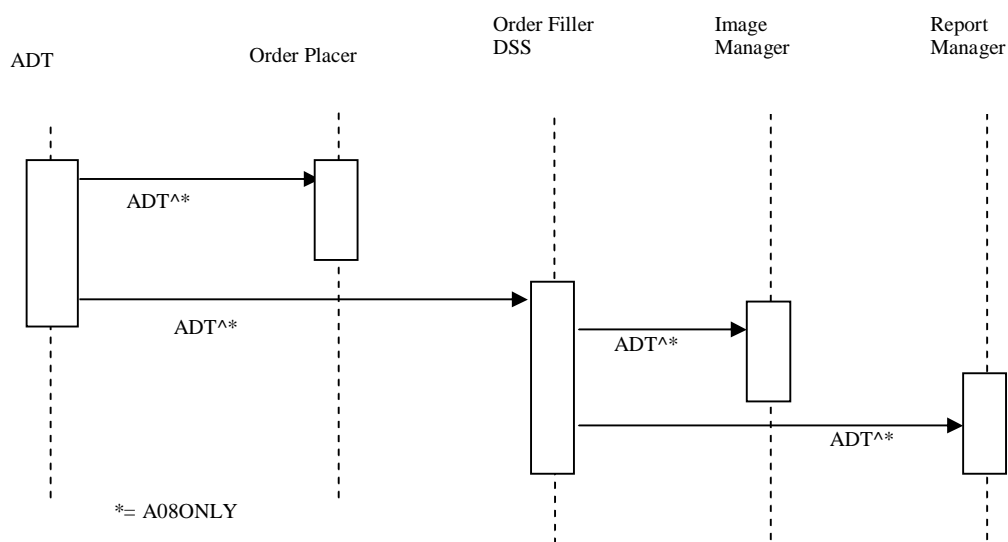 ADT
Order Placer
Order Filler
DSS
Image
Manager
Report
Manager
ADT^*
ADT^*
ADT^*
ADT^*
*= A08ONLY